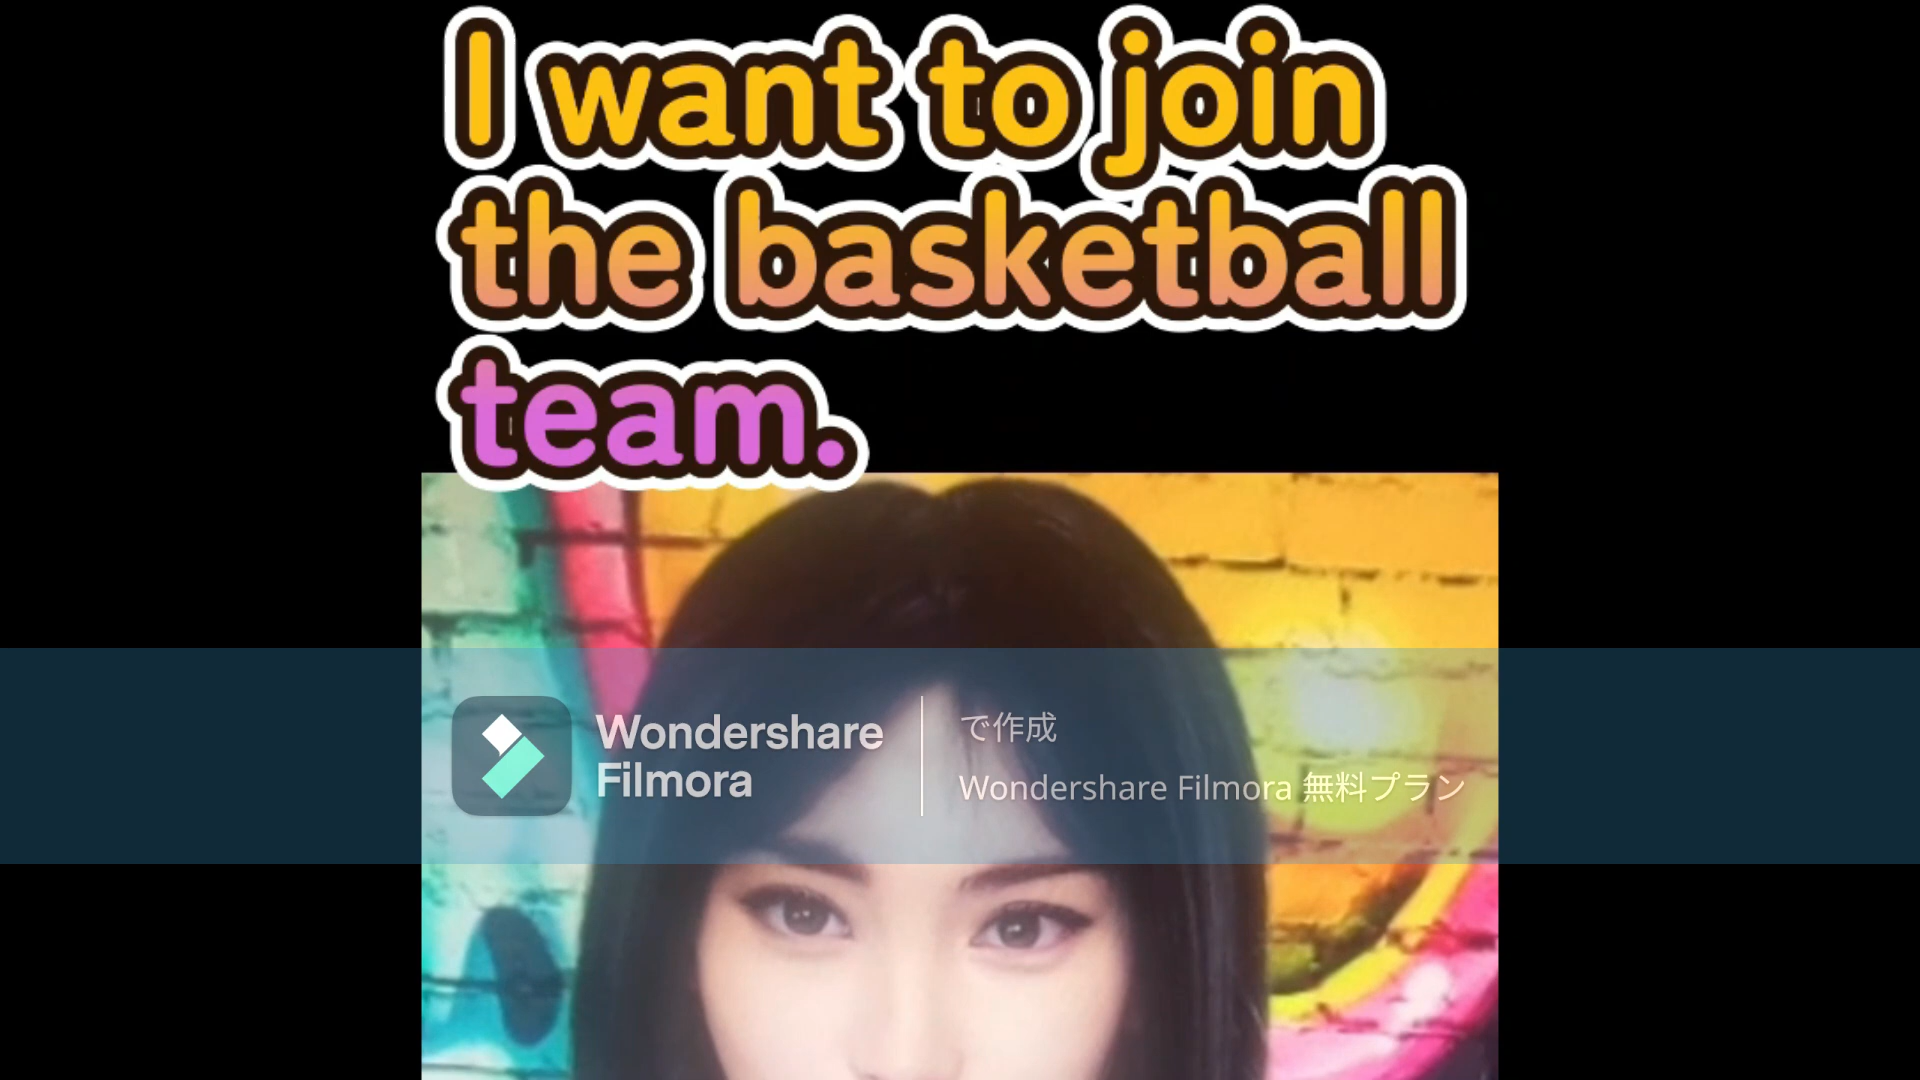 I want to join
the basketball
team.
Wondershare
Filmora
で作成
Wondershare Filmora 無料プラン